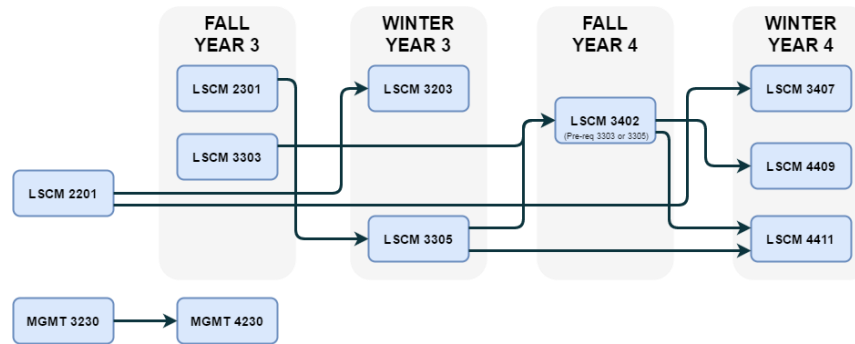 FALL
YEAR 3
WINTER
YEAR 3
FALL
YEAR 4
WINTER
YEAR 4
LSCM 2301
LSCM 3203
LSCM 3407
LSCM 3402
(Pre-req 3303 or 3305)
LSCM 3303
LSCM 4409
LSCM 2201
LSCM 3305
LSCM 4411
MGMT 3230
MGMT 4230